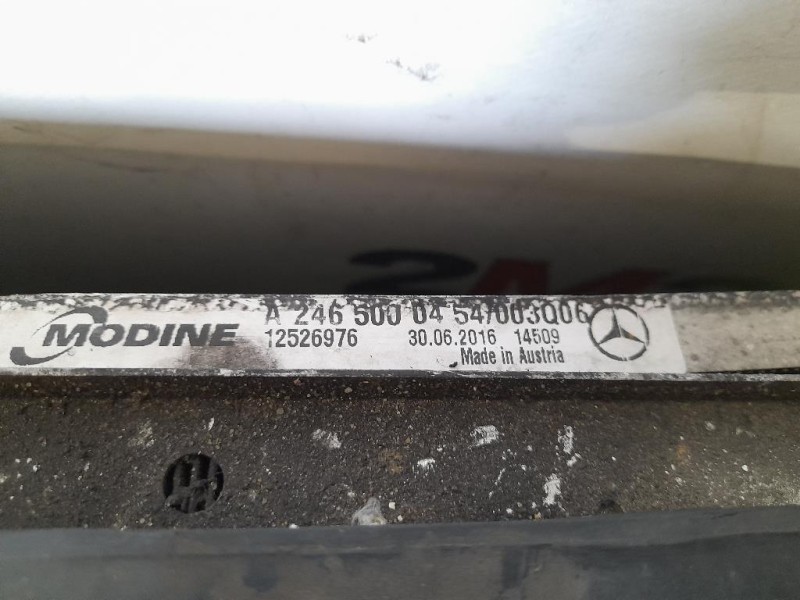 MODINE
A 246 500 04 54/003Q06
12526976 30.06.2016 14509
Made in Austria